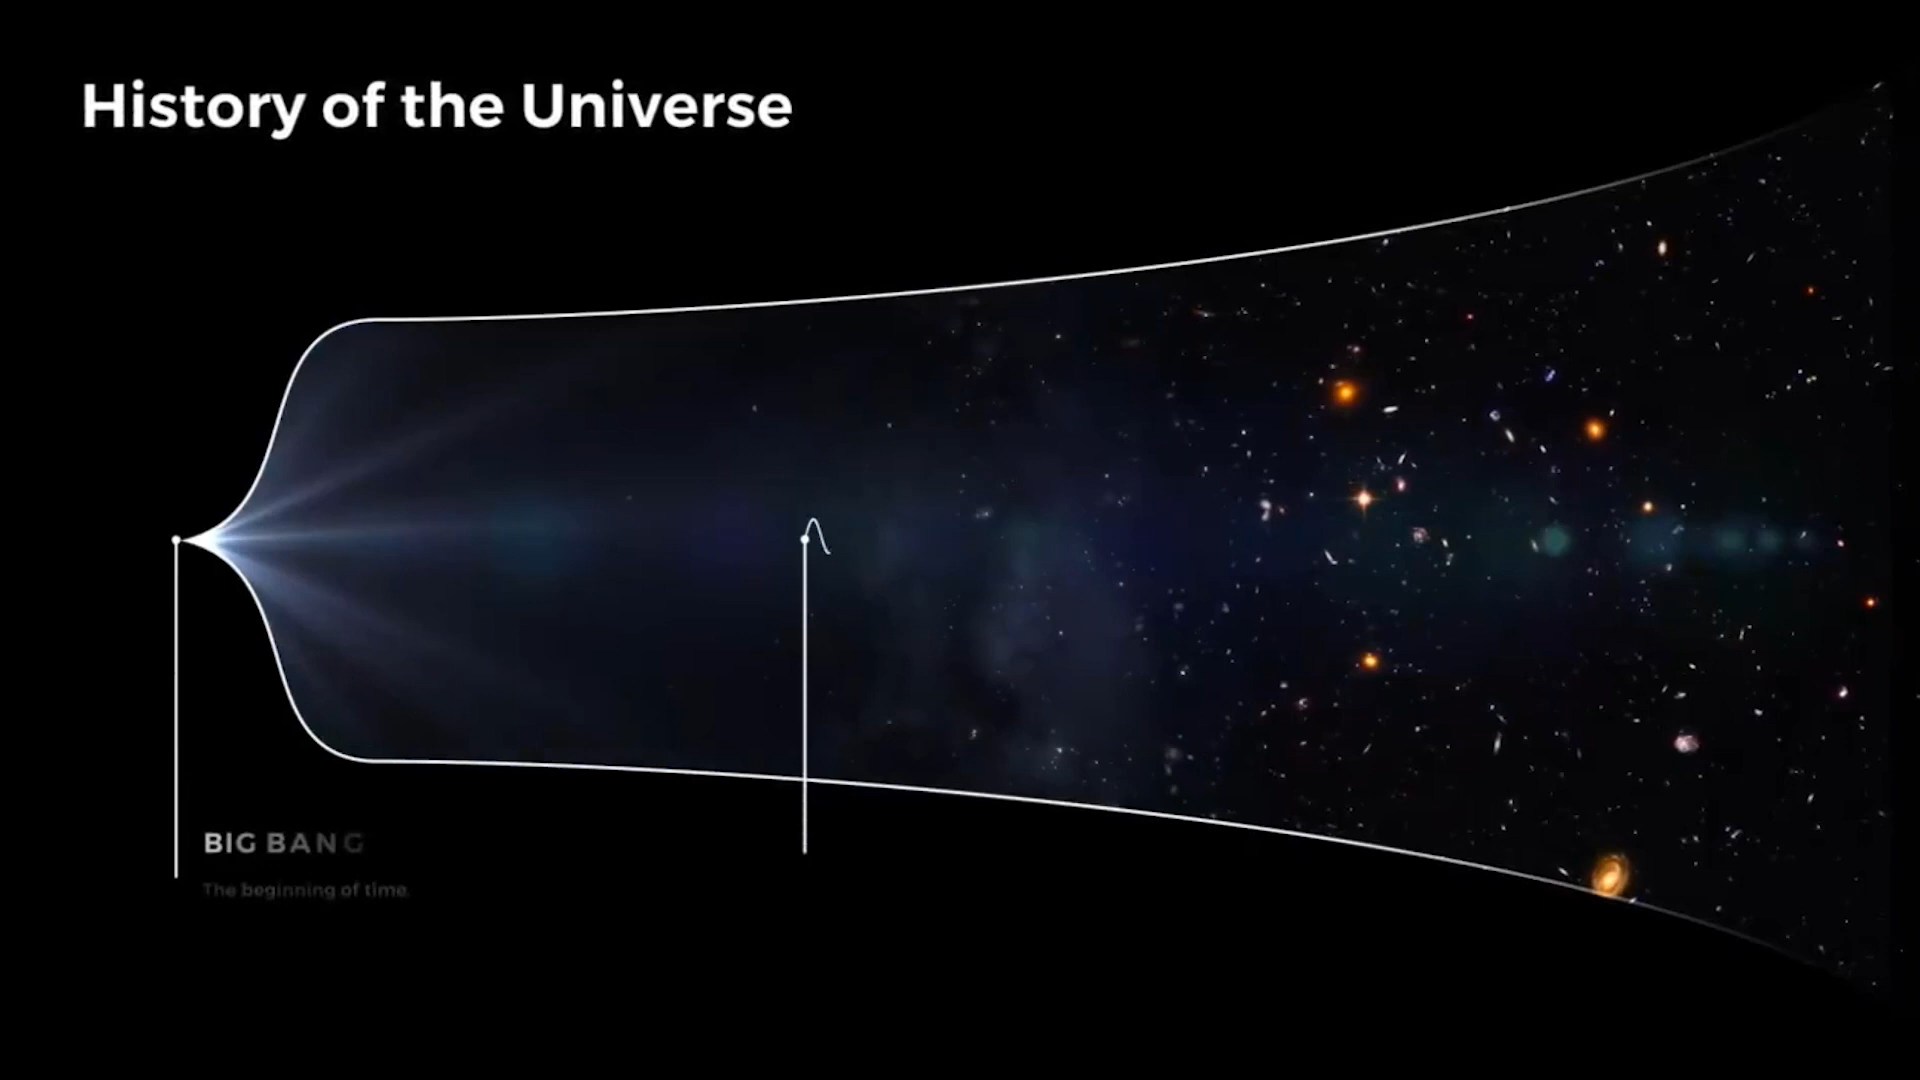 History of the Universe
BIG BANG
The beginning of time.